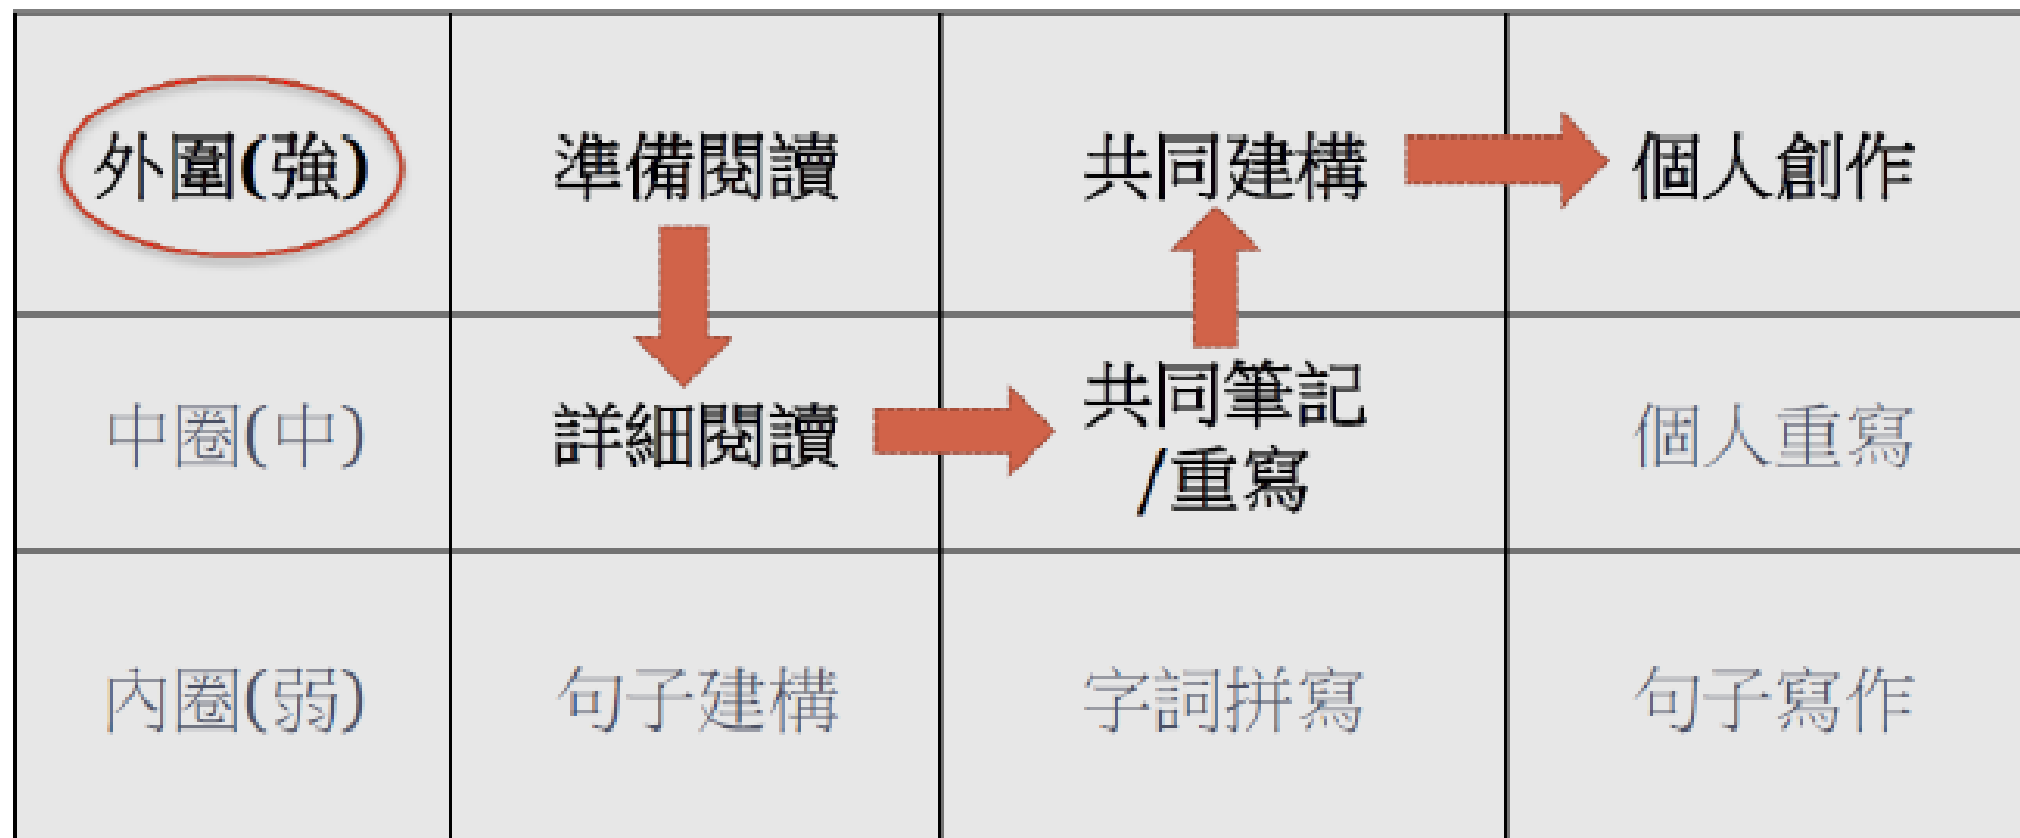 外圍(強)
準備閱讀
共同建構
個人創作
中圈(中)
詳細閱讀
共同筆記
/重寫
個人重寫
內圈(弱)
句子建構
字詞拼寫
句子寫作